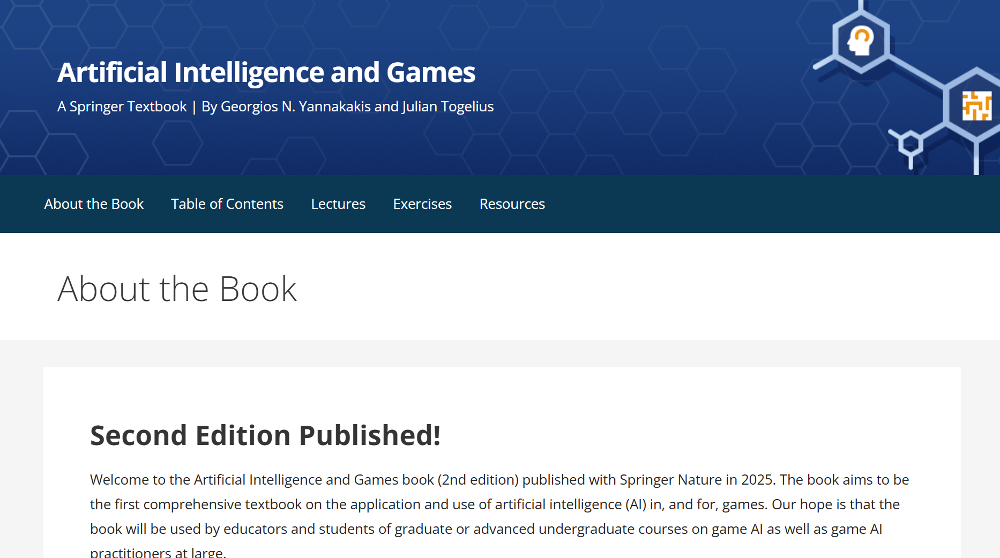 Artificial Intelligence and Games
A Springer Textbook | By Georgios N. Yannakakis and Julian Togelius
About the Book
Table of Contents
Lectures
Exercises
Resources
About the Book
Second Edition Published!
Welcome to the Artificial Intelligence and Games book (2nd edition) published with Springer Nature in 2025. The book aims to be
the first comprehensive textbook on the application and use of artificial intelligence (AI) in, and for, games. Our hope is that the
book will be used by educators and students of graduate or advanced undergraduate courses on game AI as well as game AI
practitioners at large.